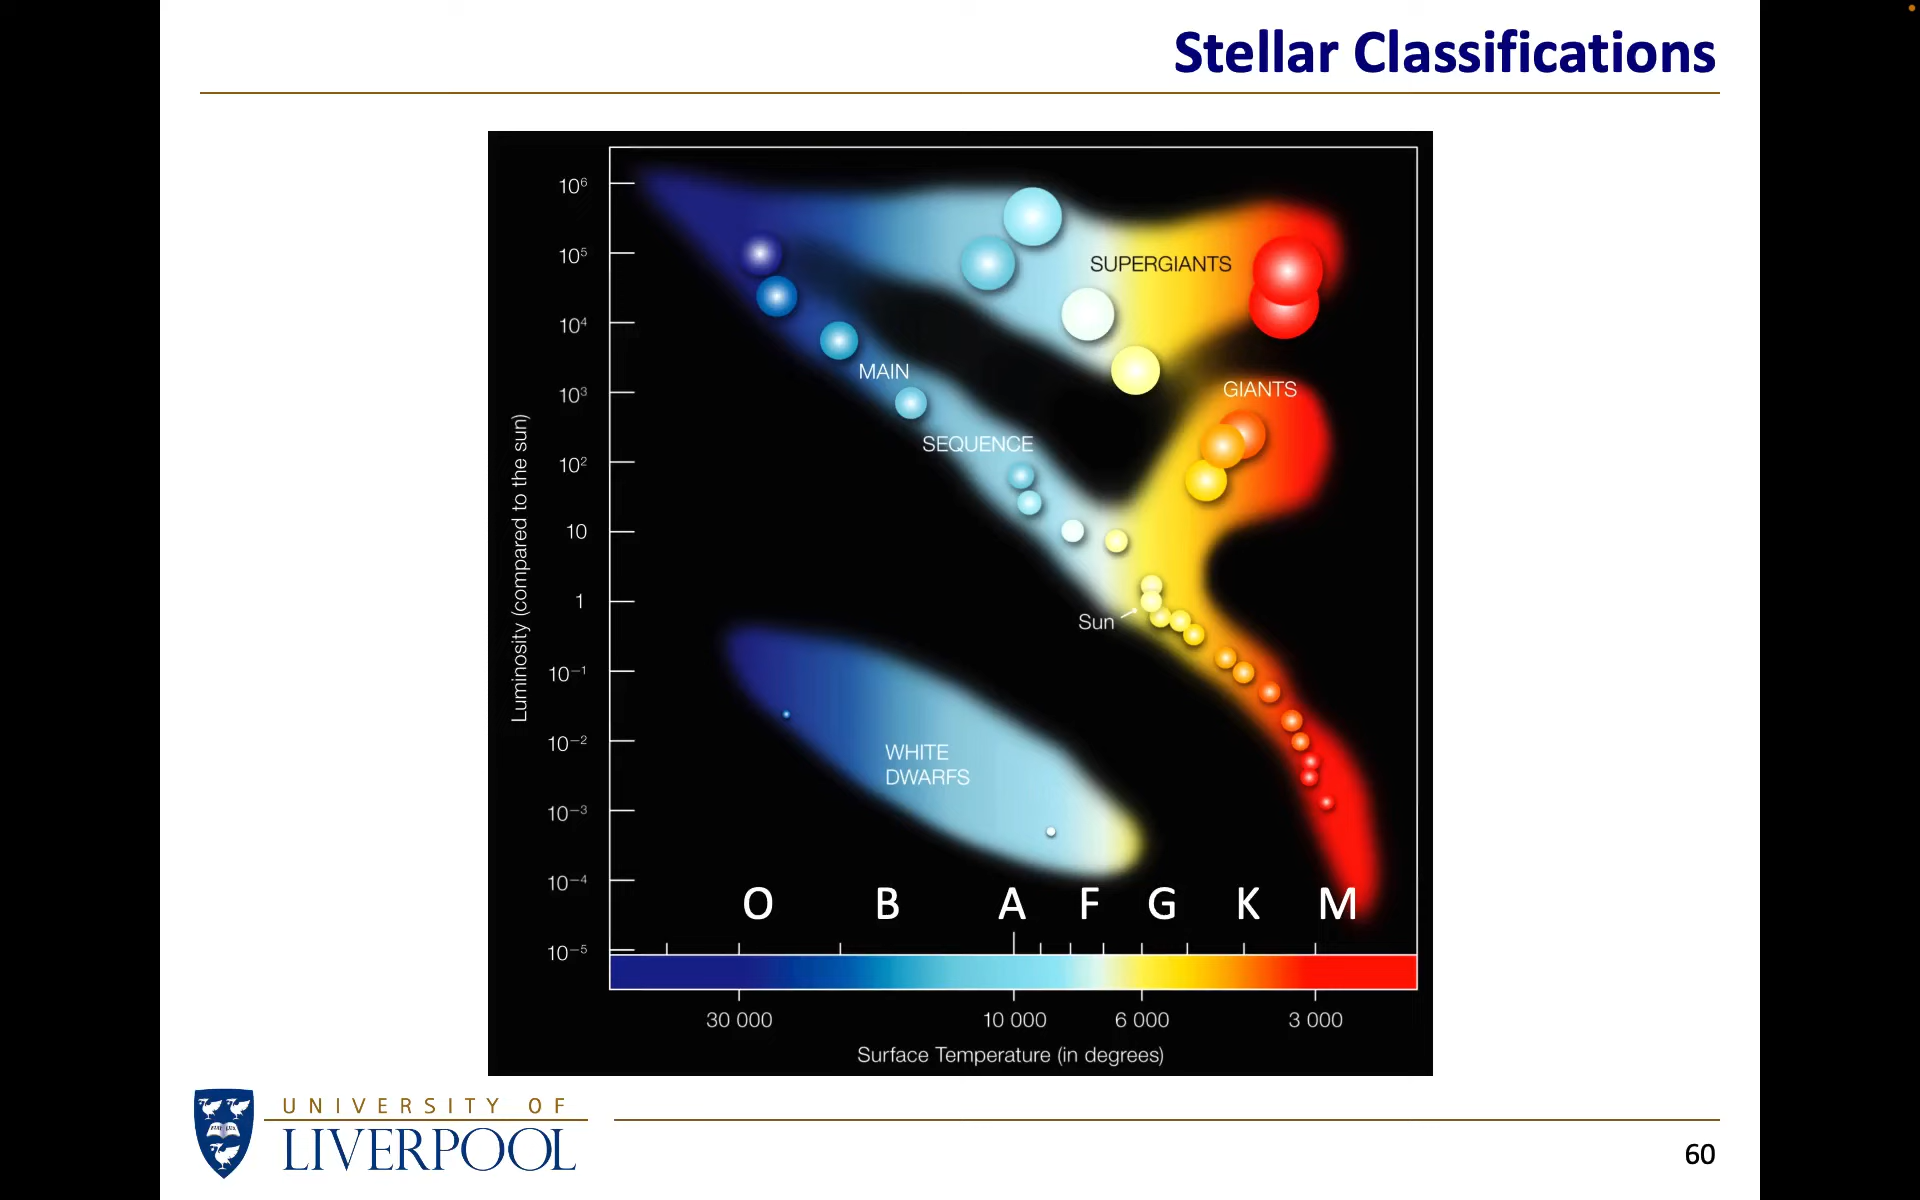 Stellar Classifications
10⁶
10⁵
10⁴
10³
10²
10
1
10⁻¹
10⁻²
10⁻³
10⁻⁴
10⁻⁵
Luminosity (compared to the sun)
SUPERGIANTS
MAIN
GIANTS
SEQUENCE
Sun
WHITE
DWARFS
O B A F G K M
30 000 10 000 6 000 3 000
Surface Temperature (in degrees)
UNIVERSITY OF
LIVERPOOL
60